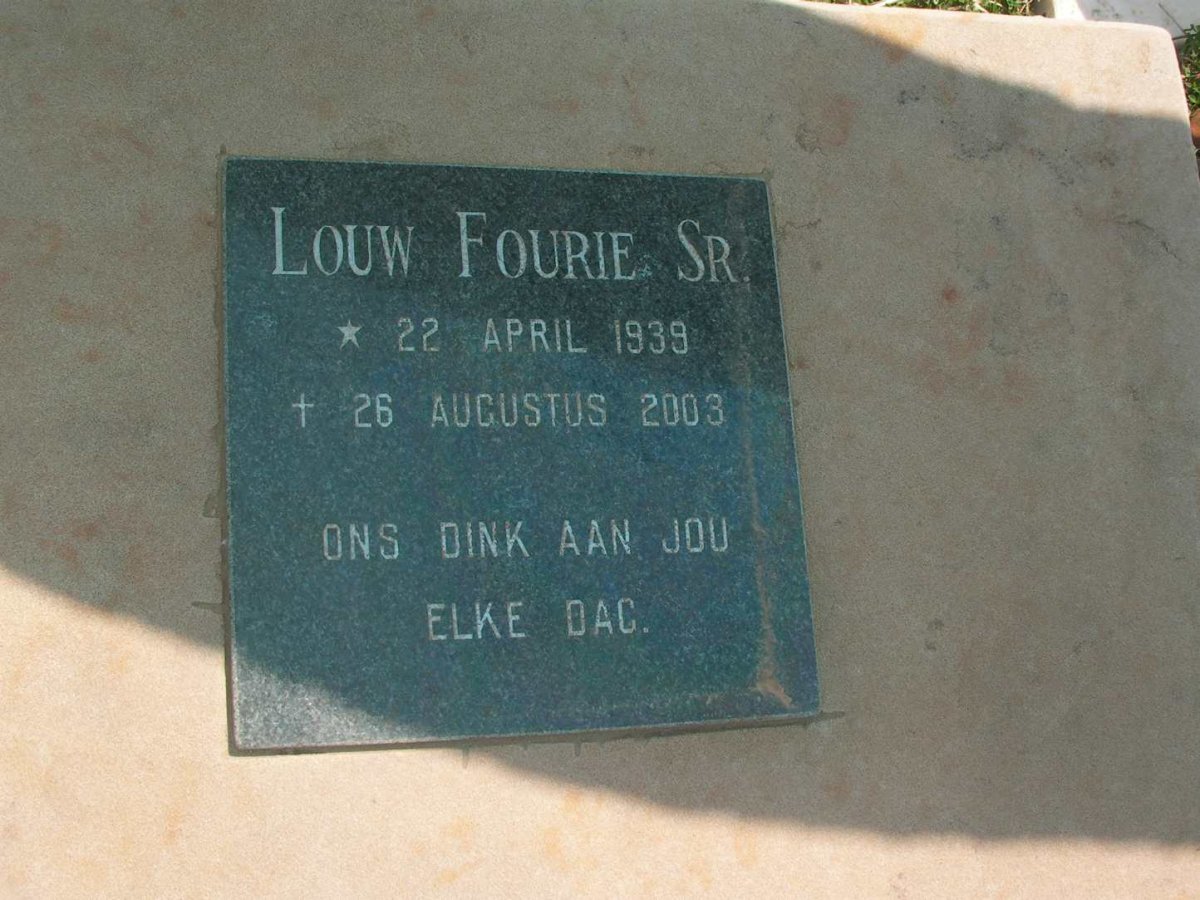 LOUW FOURIE SR.
★ 22 APRIL 1939
† 26 AUGUSTUS 2003
ONS DINK AAN JOU
ELKE DAG.